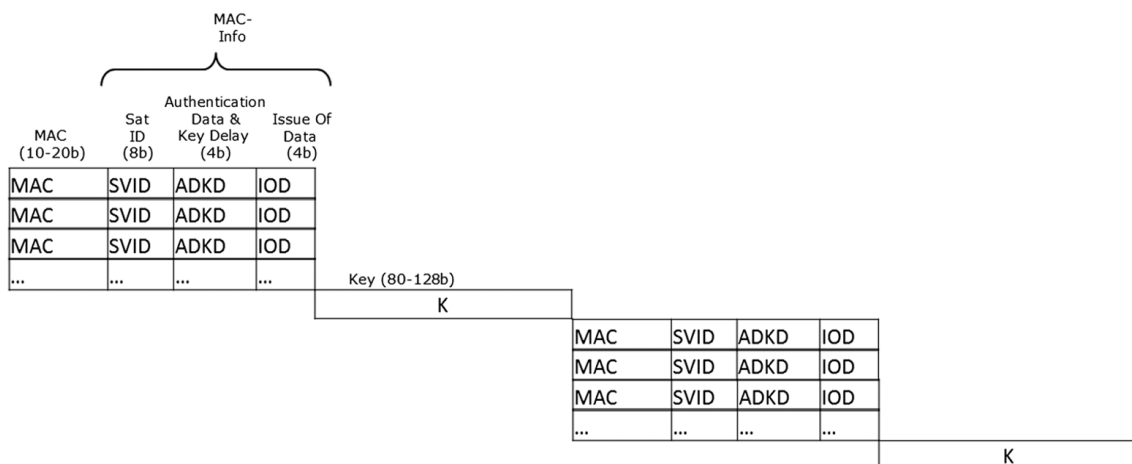 MAC-
Info
MAC
(10-20b)
Sat
ID
(8b)
Authentication
Data &
Key Delay
(4b)
Issue Of
Data
(4b)
MAC SVID ADKD IOD
MAC SVID ADKD IOD
MAC SVID ADKD IOD
... ... ... ...
Key (80-128b)
K
MAC SVID ADKD IOD
MAC SVID ADKD IOD
MAC SVID ADKD IOD
... ... ... ...
K